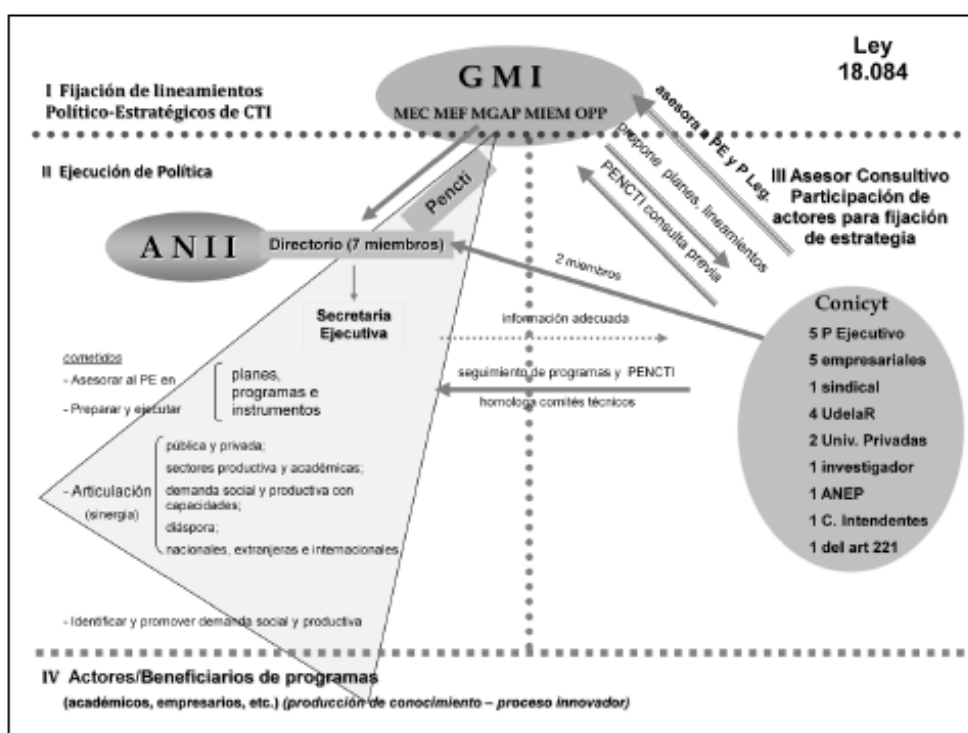 Ley
18.084
I Fijación de lineamientos
Político-Estratégicos de CTI
G M I
MEC MEF MGAP MIEM OPP
asesora a PE y P Leg.
propone planes, lineamientos
PENCTI consulta previa
II Ejecución de Política
Pencti
III Asesor Consultivo
Participación de
actores para fijación
de estrategia
A N I I
Directorio (7 miembros)
2 miembros
Secretaria
Ejecutiva
información adecuada
seguimiento de programas y PENCTI
homologa comités técnicos
Conicyt
5 P Ejecutivo
5 empresariales
1 sindical
4 UdelaR
2 Univ. Privadas
1 investigador
1 ANEP
1 C. Intendentes
1 del art 221
cometidos
- Asesorar al PE en
- Preparar y ejecutar
planes,
programas e
instrumentos
- Articulación
(sinergia)
pública y privada;
sectores productiva y académicas;
demanda social y productiva con
capacidades;
diáspora;
nacionales, extranjeras e internacionales
- Identificar y promover demanda social y productiva
IV Actores/Beneficiarios de programas
(académicos, empresarios, etc.) (producción de conocimiento – proceso innovador)